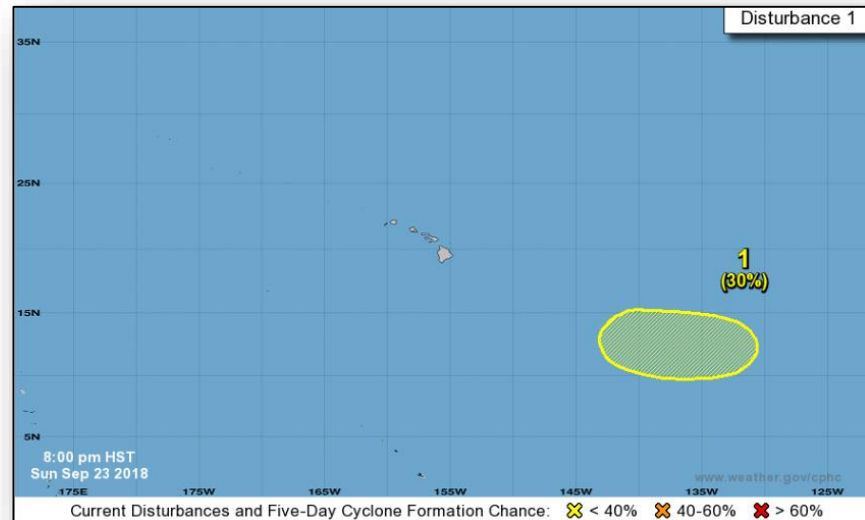 Disturbance 1
35N
25N
1
(30%)
15N
5N
8:00 pm HST
Sun Sep 23 2018
www.weather.gov/cphc
175E 175W 165W 155W 145W 135W 125W
Current Disturbances and Five-Day Cyclone Formation Chance: < 40% 40-60% > 60%